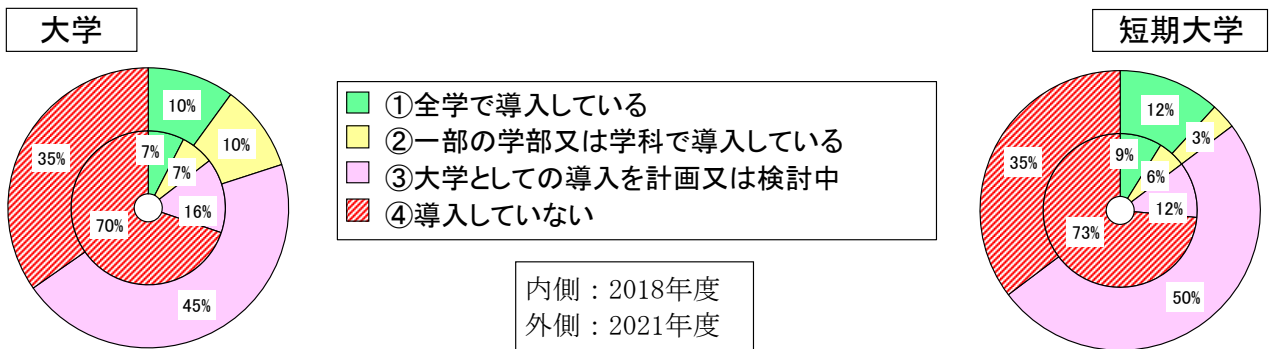 大学
短期大学
①全学で導入している
②一部の学部又は学科で導入している
③大学としての導入を計画又は検討中
④導入していない
内側：2018年度
外側：2021年度
10%
10%
45%
35%
7%
7%
16%
70%
12%
3%
50%
35%
9%
6%
12%
73%